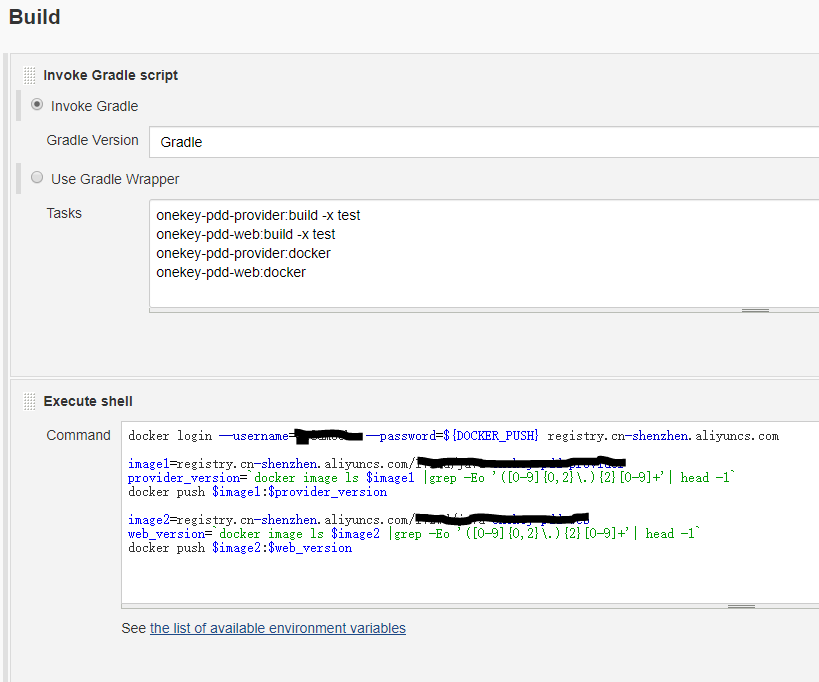 Build
Invoke Gradle script
Invoke Gradle
Gradle Version Gradle
Use Gradle Wrapper
Tasks
onekey-pdd-provider:build -x test
onekey-pdd-web:build -x test
onekey-pdd-provider:docker
onekey-pdd-web:docker
Execute shell
Command
docker login --username= --password=${DOCKER_PUSH} registry.cn-shenzhen.aliyuncs.com
image1=registry.cn-shenzhen.aliyuncs.com/
provider_version=`docker image ls $image1 |grep -Eo '([0-9]{0,2}\.){2}[0-9]+'| head -1`
docker push $image1:$provider_version
image2=registry.cn-shenzhen.aliyuncs.com/
web_version=`docker image ls $image2 |grep -Eo '([0-9]{0,2}\.){2}[0-9]+'| head -1`
docker push $image2:$web_version
See the list of available environment variables